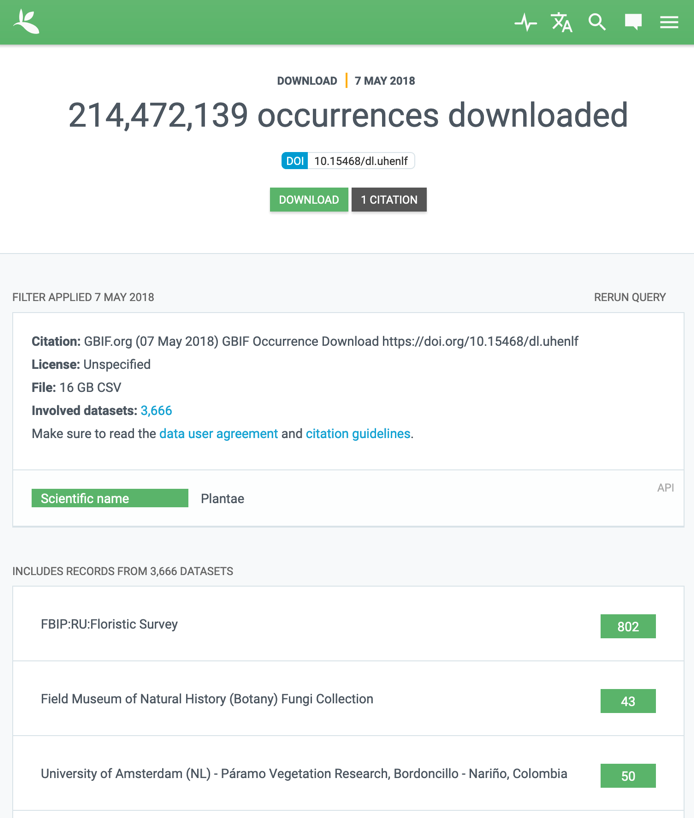 DOWNLOAD | 7 MAY 2018
214,472,139 occurrences downloaded
DOI 10.15468/dl.uhenlf
DOWNLOAD 1 CITATION
FILTER APPLIED 7 MAY 2018 RERUN QUERY
Citation: GBIF.org (07 May 2018) GBIF Occurrence Download https://doi.org/10.15468/dl.uhenlf
License: Unspecified
File: 16 GB CSV
Involved datasets: 3,666
Make sure to read the data user agreement and citation guidelines.
API
Scientific name Plantae
INCLUDES RECORDS FROM 3,666 DATASETS
FBIP:RU:Floristic Survey 802
Field Museum of Natural History (Botany) Fungi Collection 43
University of Amsterdam (NL) - Páramo Vegetation Research, Bordoncillo - Nariño, Colombia 50